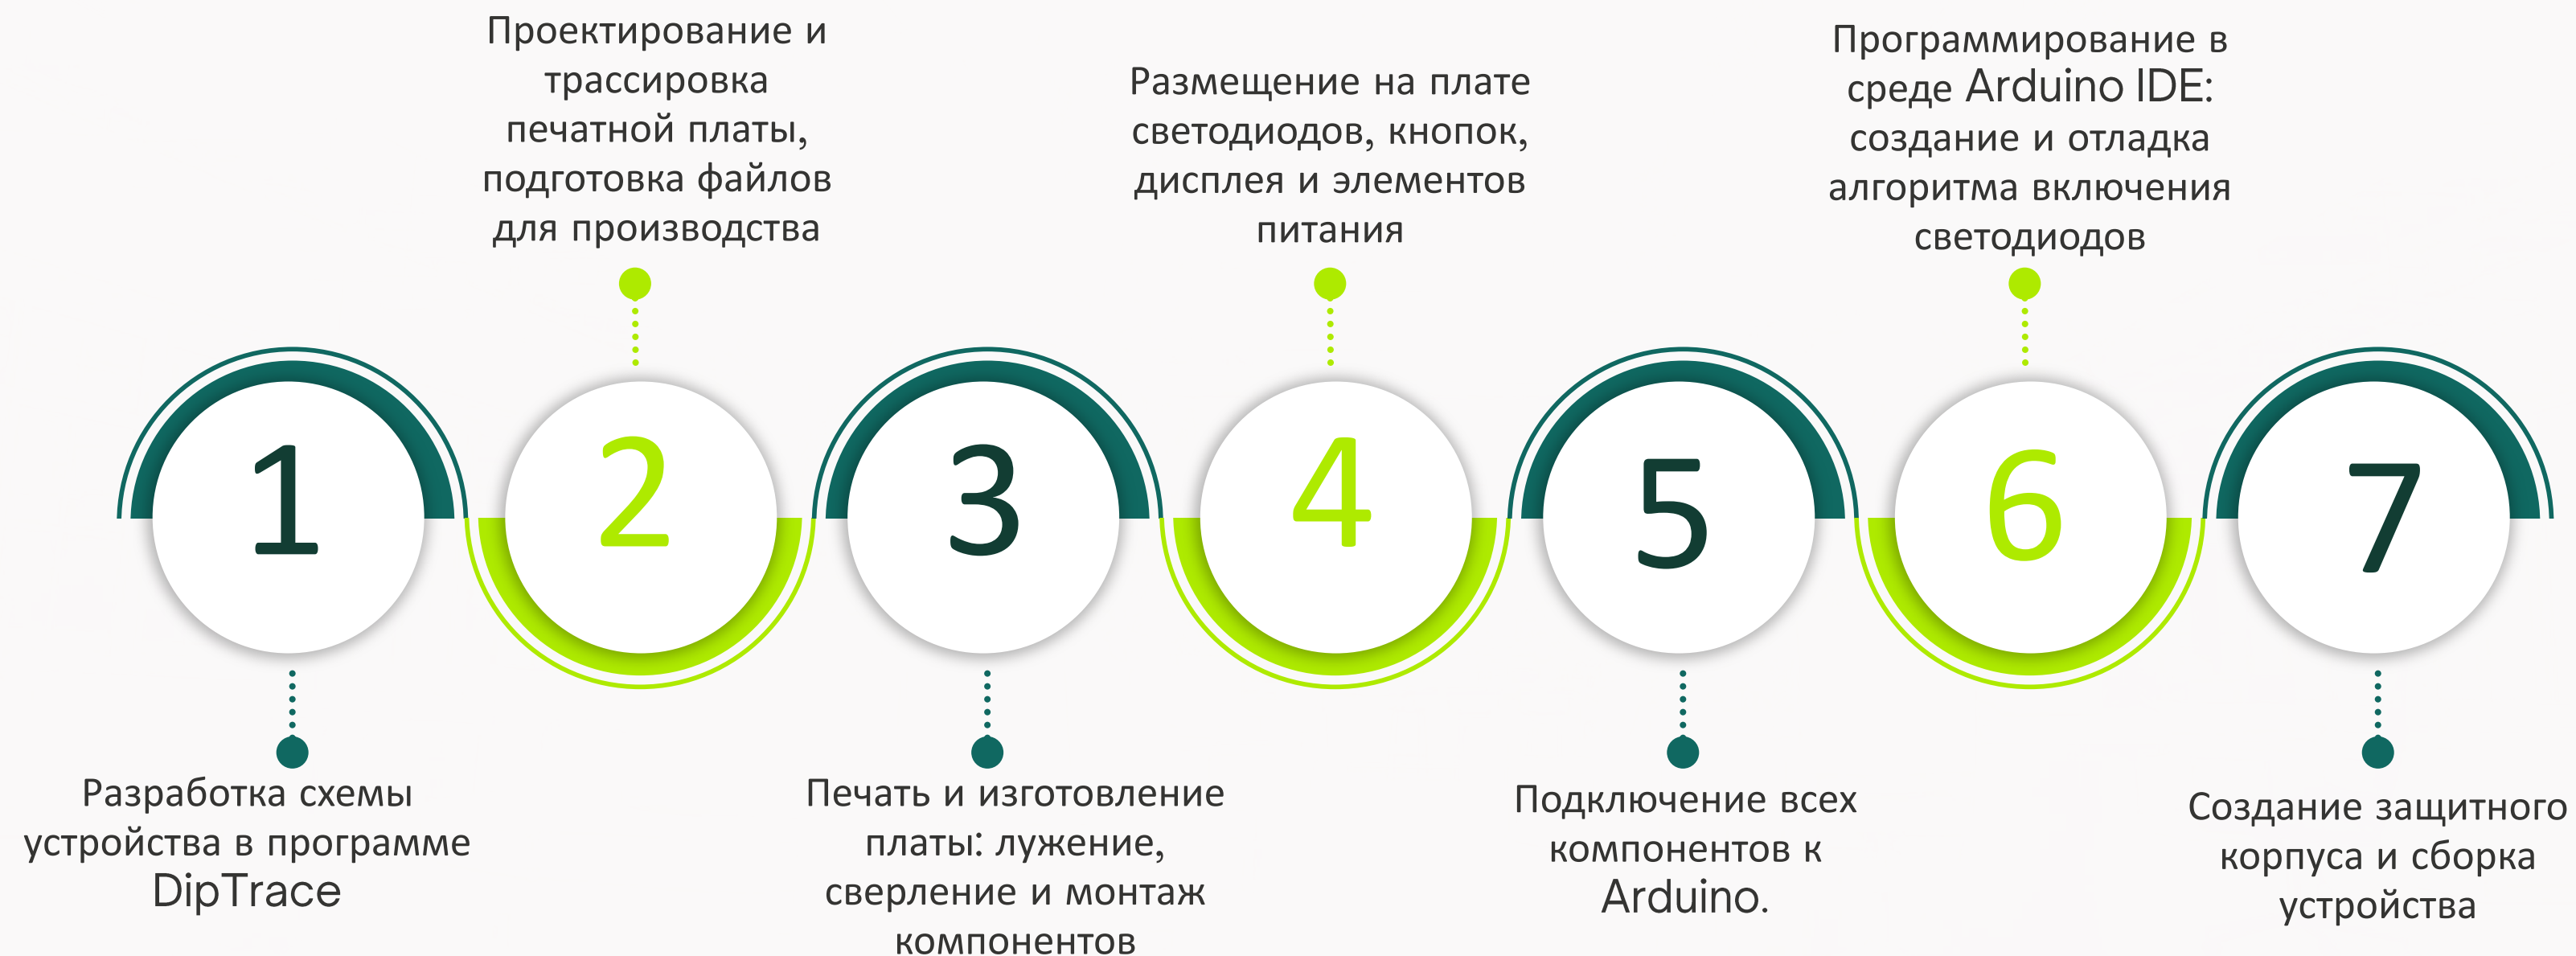 1
Разработка схемы
устройства в программе
DipTrace
Проектирование и
трассировка
печатной платы,
подготовка файлов
для производства
2
3
Печать и изготовление
платы: лужение,
сверление и монтаж
компонентов
Размещение на плате
светодиодов, кнопок,
дисплея и элементов
питания
4
5
Подключение всех
компонентов к
Arduino.
Программирование в
среде Arduino IDE:
создание и отладка
алгоритма включения
светодиодов
6
7
Создание защитного
корпуса и сборка
устройства